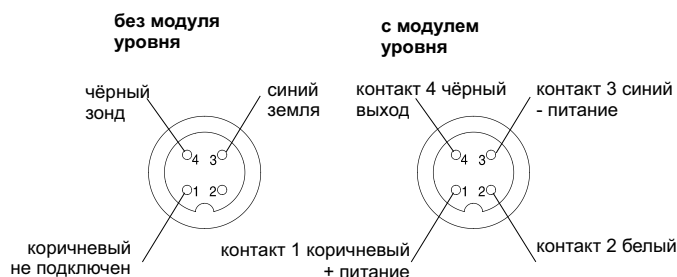 без модуля
уровня
с модулем
уровня
чёрный
зонд
синий
земля
контакт 4 чёрный
выход
контакт 3 синий
- питание
4 3
1 2
4 3
1 2
коричневый
не подключен
контакт 1 коричневый
+ питание
контакт 2 белый